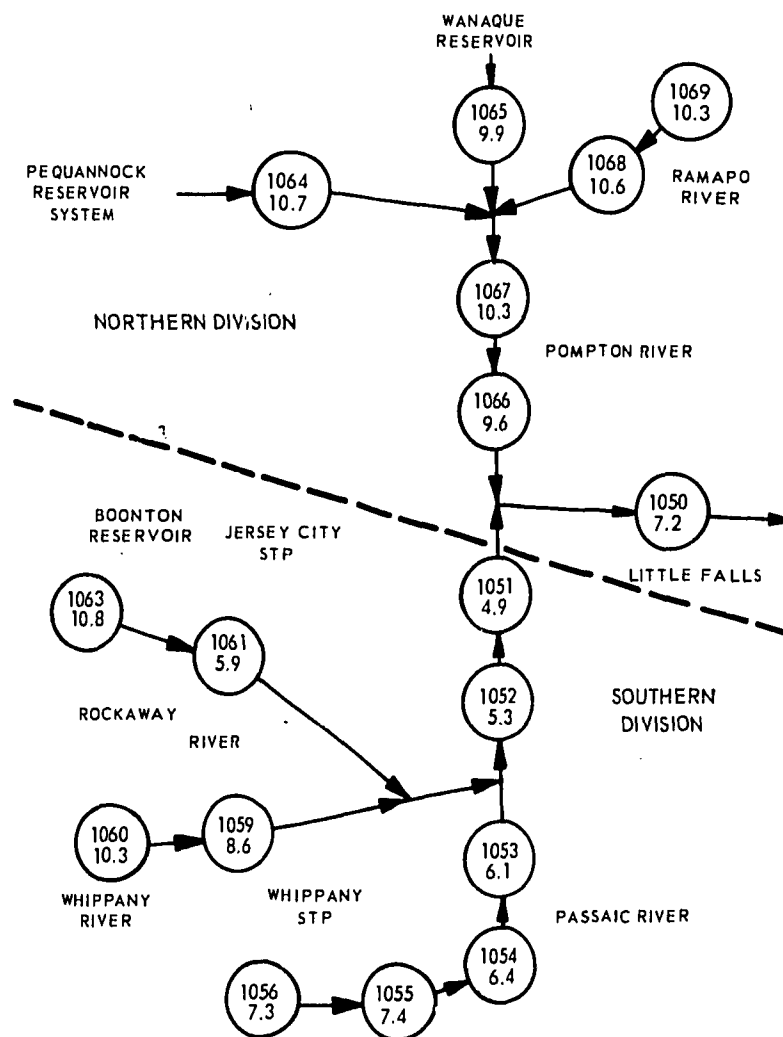 WANAQUE
RESERVOIR
1069
10.3
1065
9.9
1068
10.6
RAMAPO
RIVER
PEQUANNOCK
RESERVOIR
SYSTEM
1064
10.7
1067
10.3
NORTHERN DIVISION
POMPTON RIVER
1066
9.6
1050
7.2
BOONTON
RESERVOIR
JERSEY CITY
STP
LITTLE FALLS
1051
4.9
1063
10.8
1061
5.9
1052
5.3
SOUTHERN
DIVISION
ROCKAWAY
RIVER
1060
10.3
1059
8.6
1053
6.1
WHIPPANY
RIVER
WHIPPANY
STP
PASSAIC RIVER
1054
6.4
1056
7.3
1055
7.4